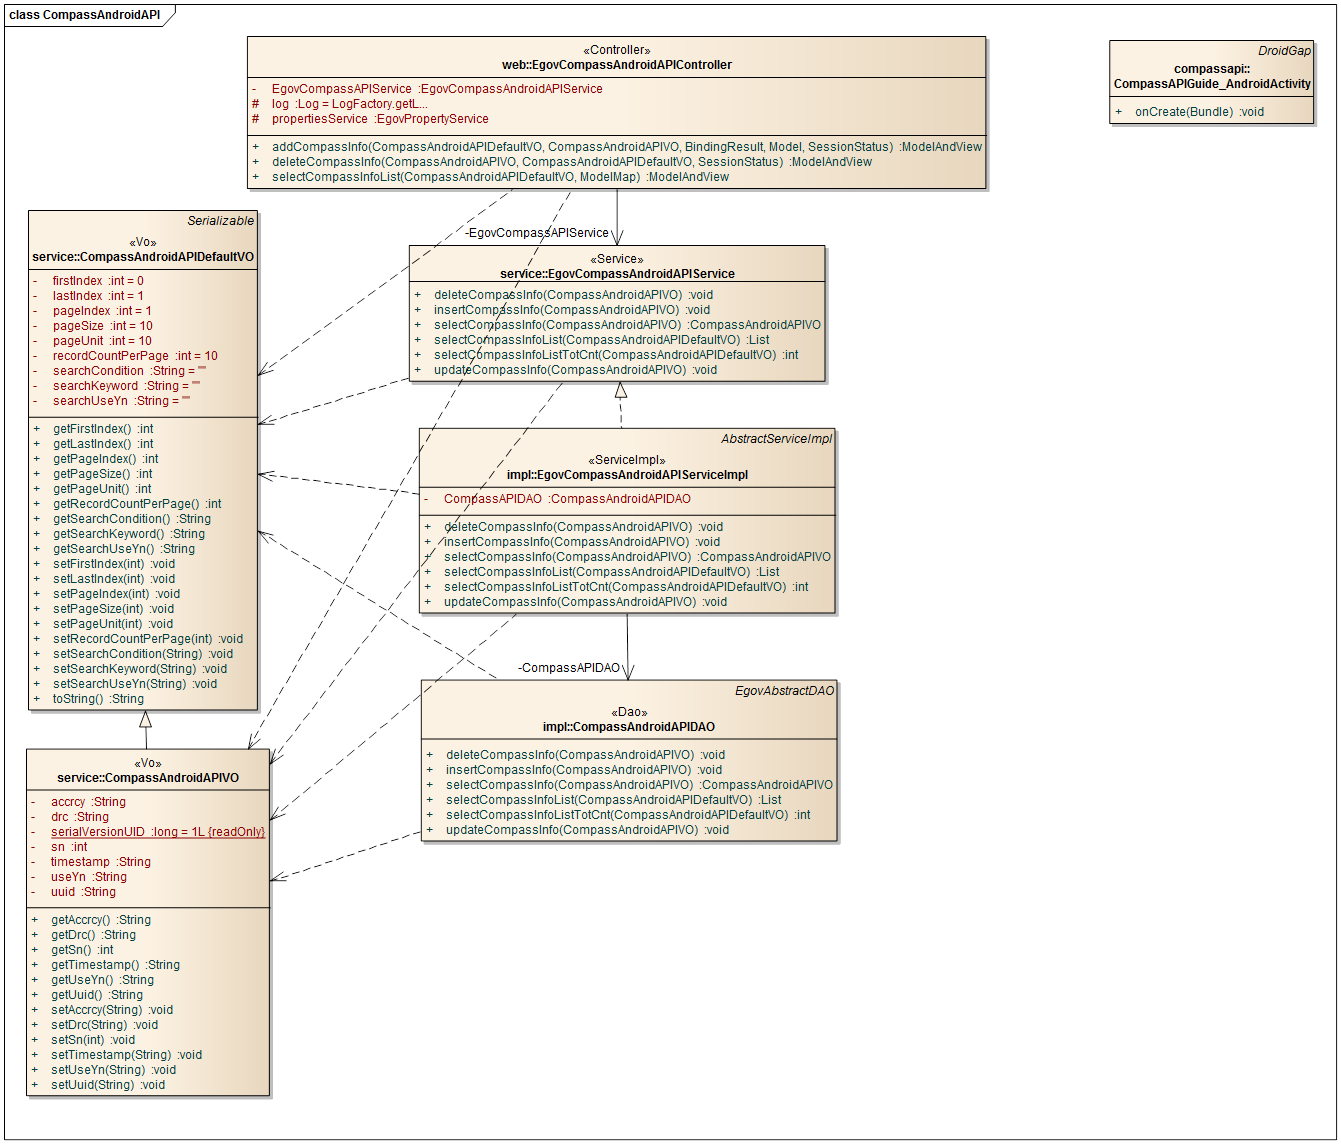 class CompassAndroidAPI
«Controller»
web::EgovCompassAndroidAPIController
- EgovCompassAPIService :EgovCompassAndroidAPIService
# log :Log = LogFactory.getL...
# propertiesService :EgovPropertyService
+ addCompassInfo(CompassAndroidAPIDefaultVO, CompassAndroidAPIVO, BindingResult, Model, SessionStatus) :ModelAndView
+ deleteCompassInfo(CompassAndroidAPIVO, CompassAndroidAPIDefaultVO, SessionStatus) :ModelAndView
+ selectCompassInfoList(CompassAndroidAPIDefaultVO, ModelMap) :ModelAndView
DroidGap
compassapi::
CompassAPIGuide_AndroidActivity
+ onCreate(Bundle) :void
Serializable
«Vo»
service::CompassAndroidAPIDefaultVO
- firstIndex :int = 0
- lastIndex :int = 1
- pageIndex :int = 1
- pageSize :int = 10
- pageUnit :int = 10
- recordCountPerPage :int = 10
- searchCondition :String = ""
- searchKeyword :String = ""
- searchUseYn :String = ""
+ getFirstIndex() :int
+ getLastIndex() :int
+ getPageIndex() :int
+ getPageSize() :int
+ getPageUnit() :int
+ getRecordCountPerPage() :int
+ getSearchCondition() :String
+ getSearchKeyword() :String
+ getSearchUseYn() :String
+ setFirstIndex(int) :void
+ setLastIndex(int) :void
+ setPageIndex(int) :void
+ setPageSize(int) :void
+ setPageUnit(int) :void
+ setRecordCountPerPage(int) :void
+ setSearchCondition(String) :void
+ setSearchKeyword(String) :void
+ setSearchUseYn(String) :void
+ toString() :String
-EgovCompassAPIService
«Service»
service::EgovCompassAndroidAPIService
+ deleteCompassInfo(CompassAndroidAPIVO) :void
+ insertCompassInfo(CompassAndroidAPIVO) :void
+ selectCompassInfo(CompassAndroidAPIVO) :CompassAndroidAPIVO
+ selectCompassInfoList(CompassAndroidAPIDefaultVO) :List
+ selectCompassInfoListTotCnt(CompassAndroidAPIDefaultVO) :int
+ updateCompassInfo(CompassAndroidAPIVO) :void
AbstractServiceImpl
«ServiceImpl»
impl::EgovCompassAndroidAPIServiceImpl
- CompassAPIDAO :CompassAndroidAPIDAO
+ deleteCompassInfo(CompassAndroidAPIVO) :void
+ insertCompassInfo(CompassAndroidAPIVO) :void
+ selectCompassInfo(CompassAndroidAPIVO) :CompassAndroidAPIVO
+ selectCompassInfoList(CompassAndroidAPIDefaultVO) :List
+ selectCompassInfoListTotCnt(CompassAndroidAPIDefaultVO) :int
+ updateCompassInfo(CompassAndroidAPIVO) :void
-CompassAPIDAO
EgovAbstractDAO
«Dao»
impl::CompassAndroidAPIDAO
+ deleteCompassInfo(CompassAndroidAPIVO) :void
+ insertCompassInfo(CompassAndroidAPIVO) :void
+ selectCompassInfo(CompassAndroidAPIVO) :CompassAndroidAPIVO
+ selectCompassInfoList(CompassAndroidAPIDefaultVO) :List
+ selectCompassInfoListTotCnt(CompassAndroidAPIDefaultVO) :int
+ updateCompassInfo(CompassAndroidAPIVO) :void
«Vo»
service::CompassAndroidAPIVO
- accrcy :String
- drc :String
- serialVersionUID :long = 1L {readOnly}
- sn :int
- timestamp :String
- useYn :String
- uuid :String
+ getAccrcy() :String
+ getDrc() :String
+ getSn() :int
+ getTimestamp() :String
+ getUseYn() :String
+ getUuid() :String
+ setAccrcy(String) :void
+ setDrc(String) :void
+ setSn(int) :void
+ setTimestamp(String) :void
+ setUseYn(String) :void
+ setUuid(String) :void